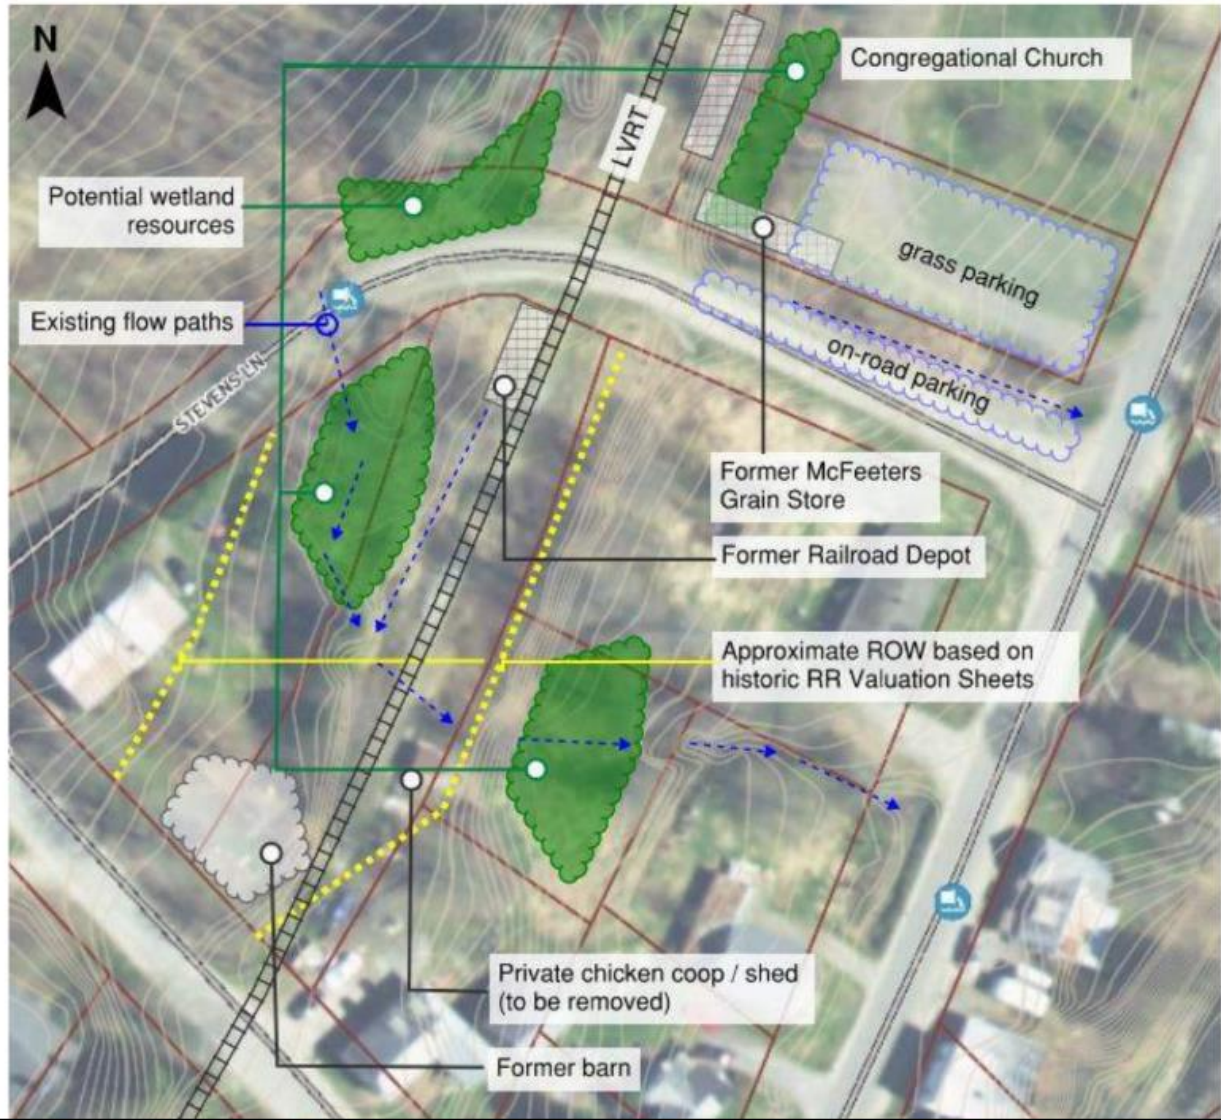 N
Congregational Church
LVRT
Potential wetland
resources
grass parking
Existing flow paths
on-road parking
STEVENS LN
Former McFeeters
Grain Store
Former Railroad Depot
Approximate ROW based on
historic RR Valuation Sheets
Private chicken coop / shed
(to be removed)
Former barn